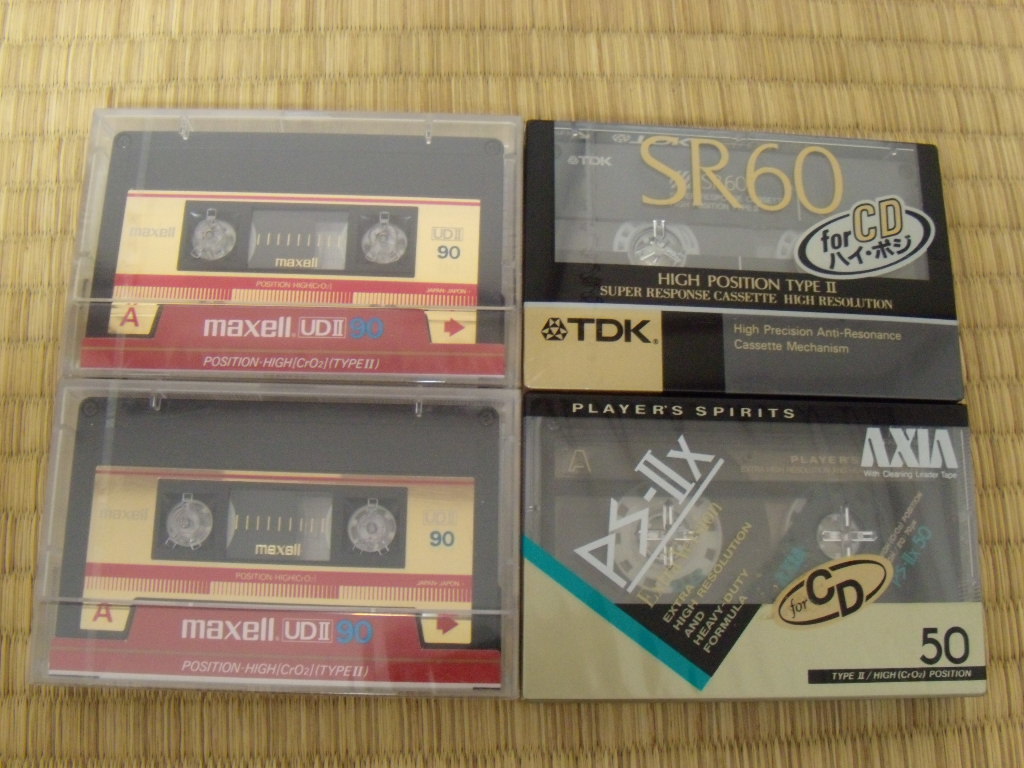 maxell
UDII
90
maxell
POSITION HIGH(CrO₂)
JAPAN·JAPON
A
maxell UDII 90
POSITION-HIGH[CrO₂](TYPEII)
TDK
SR60
for CD
ハイ・ポジ
HIGH POSITION TYPE II
SUPER RESPONSE CASSETTE HIGH RESOLUTION
TDK
High Precision Anti-Resonance
Cassette Mechanism
maxell
UDII
90
maxell
POSITION HIGH(CrO₂)
JAPAN·JAPON
A
maxell UDII 90
POSITION-HIGH[CrO₂](TYPEII)
PLAYER'S SPIRITS
AXIA
With Cleaning Leader Tape
A
PLAYER'S
PS-IIx
EXTRA
HIGH-RESOLUTION
AND
HEAVY-DUTY
FORMULA
for CD
50
TYPE II/HIGH(CrO₂) POSITION